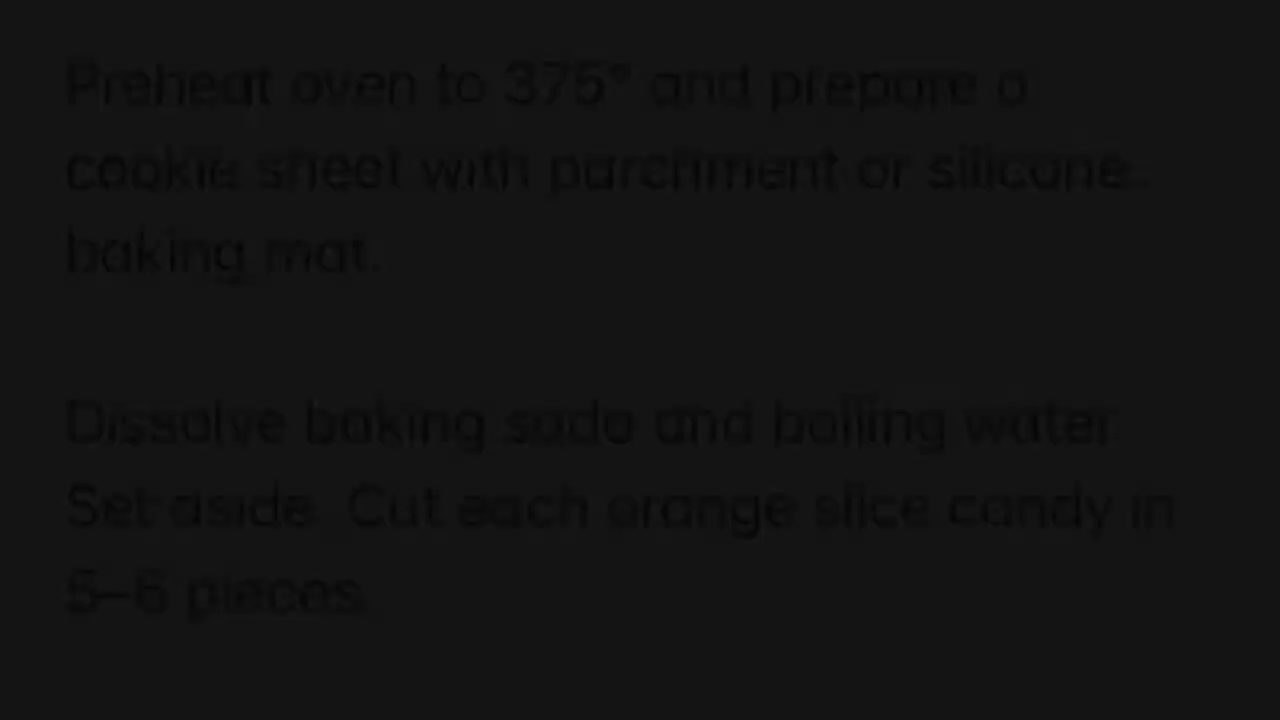 Preheat oven to 375° and prepare a
cookie sheet with parchment or silicone
baking mat.
Dissolve baking soda and boiling water.
Set aside. Cut each orange slice candy in
5–6 pieces.